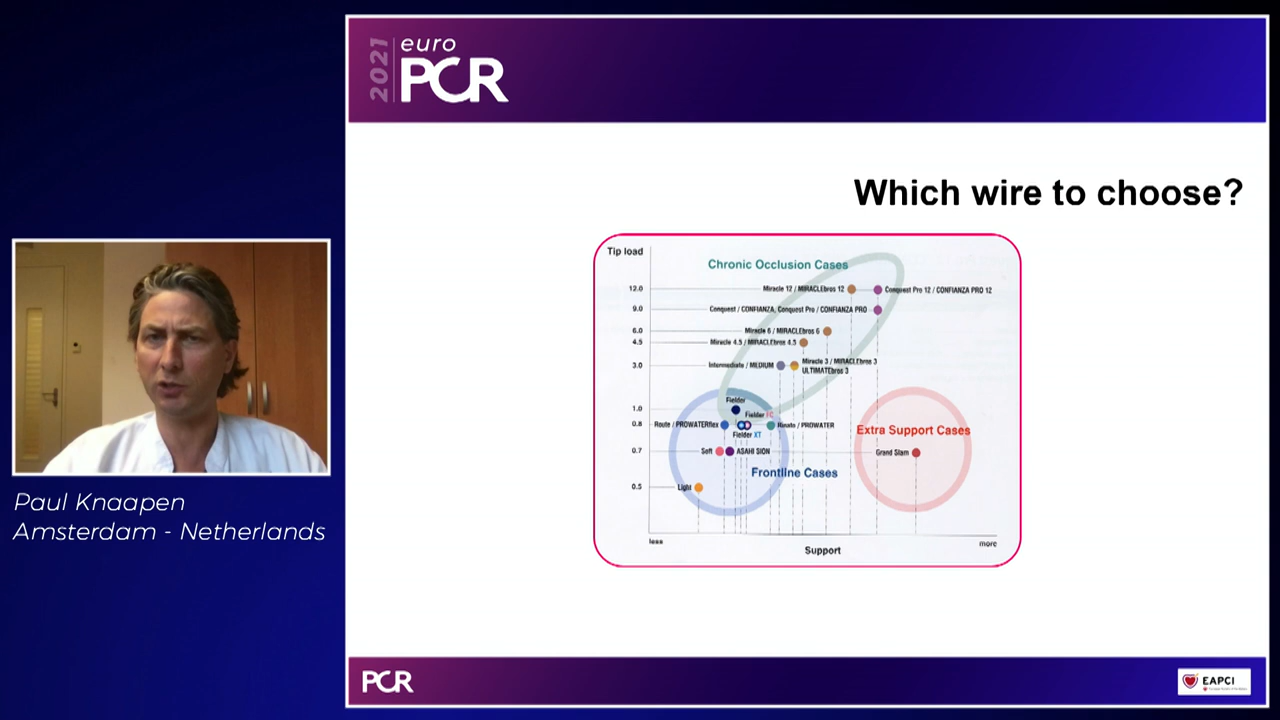 2021
euro
PCR
Which wire to choose?
Tip load
Chronic Occlusion Cases
12.0
Miracle 12 / MIRACLEbros 12
Conquest Pro 12 / CONFIANZA PRO 12
9.0
Conquest / CONFIANZA, Conquest Pro / CONFIANZA PRO
6.0
Miracle 6 / MIRACLEbros 6
4.5
Miracle 4.5 / MIRACLEbros 4.5
3.0
Intermediate / MEDIUM
Miracle 3 / MIRACLEbros 3
ULTIMATEbros 3
1.0
Fielder
Fielder FC
0.8
Route / PROWATERflex
Rinato / PROWATER
Fielder XT
Extra Support Cases
0.7
Soft
ASAHI SION
Grand Slam
Frontline Cases
0.5
Light
less
more
Support
Paul Knaapen
Amsterdam - Netherlands
PCR
EAPCI